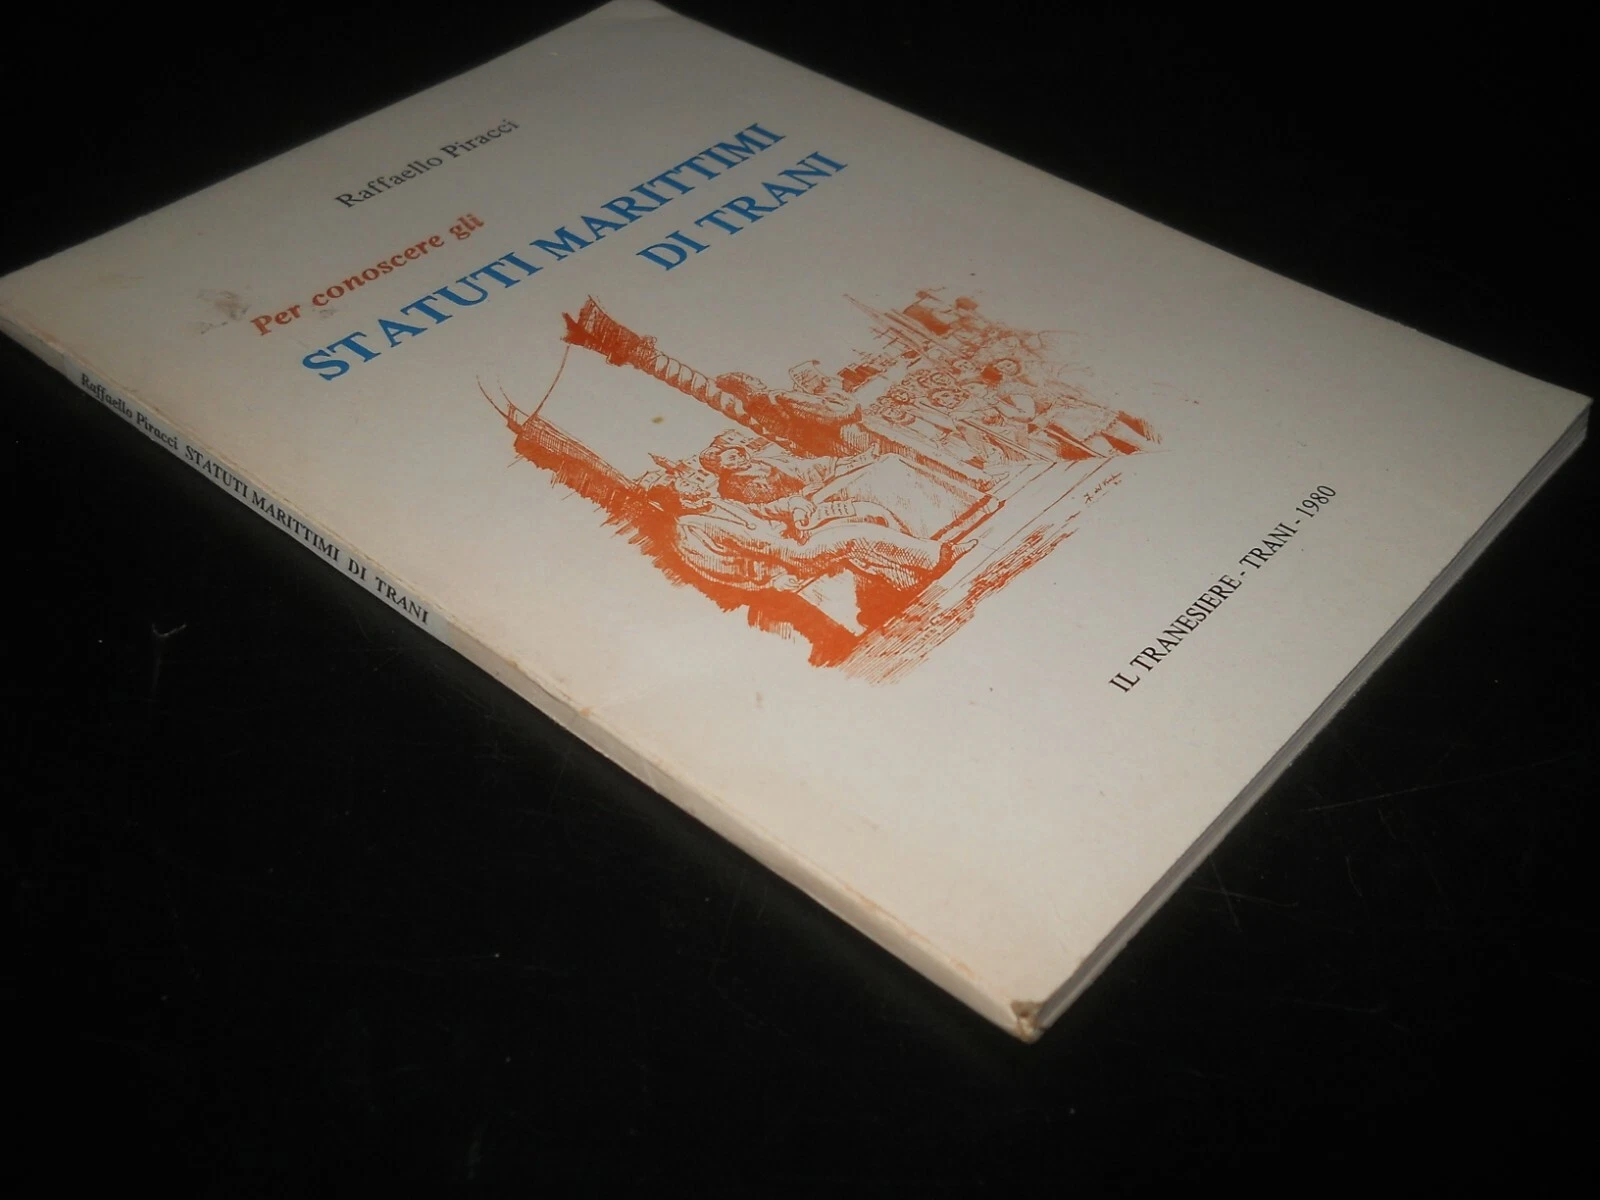 Raffaello Piracci
Per conoscere gli
STATUTI MARITTIMI
DI TRANI
IL TRANESIERE - TRANI - 1980
Raffaello Piracci STATUTI MARITTIMI DI TRANI